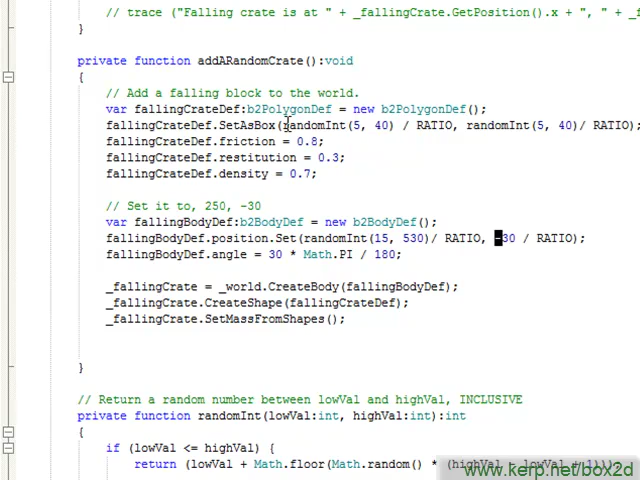 // trace ("Falling crate is at " + _fallingCrate.GetPosition().x + ", " + _f
}
private function addARandomCrate():void
{
// Add a falling block to the world.
var fallingCrateDef:b2PolygonDef = new b2PolygonDef();
fallingCrateDef.SetAsBox(randomInt(5, 40) / RATIO, randomInt(5, 40)/ RATIO);
fallingCrateDef.friction = 0.8;
fallingCrateDef.restitution = 0.3;
fallingCrateDef.density = 0.7;
// Set it to, 250, -30
var fallingBodyDef:b2BodyDef = new b2BodyDef();
fallingBodyDef.position.Set(randomInt(15, 530)/ RATIO, -30 / RATIO);
fallingBodyDef.angle = 30 * Math.PI / 180;
_fallingCrate = _world.CreateBody(fallingBodyDef);
_fallingCrate.CreateShape(fallingCrateDef);
_fallingCrate.SetMassFromShapes();
}
// Return a random number between lowVal and highVal, INCLUSIVE
private function randomInt(lowVal:int, highVal:int):int
{
if (lowVal <= highVal) {
return (lowVal + Math.floor(Math.random() * (highVal - lowVal + 1)));
www.kerp.net/box2d